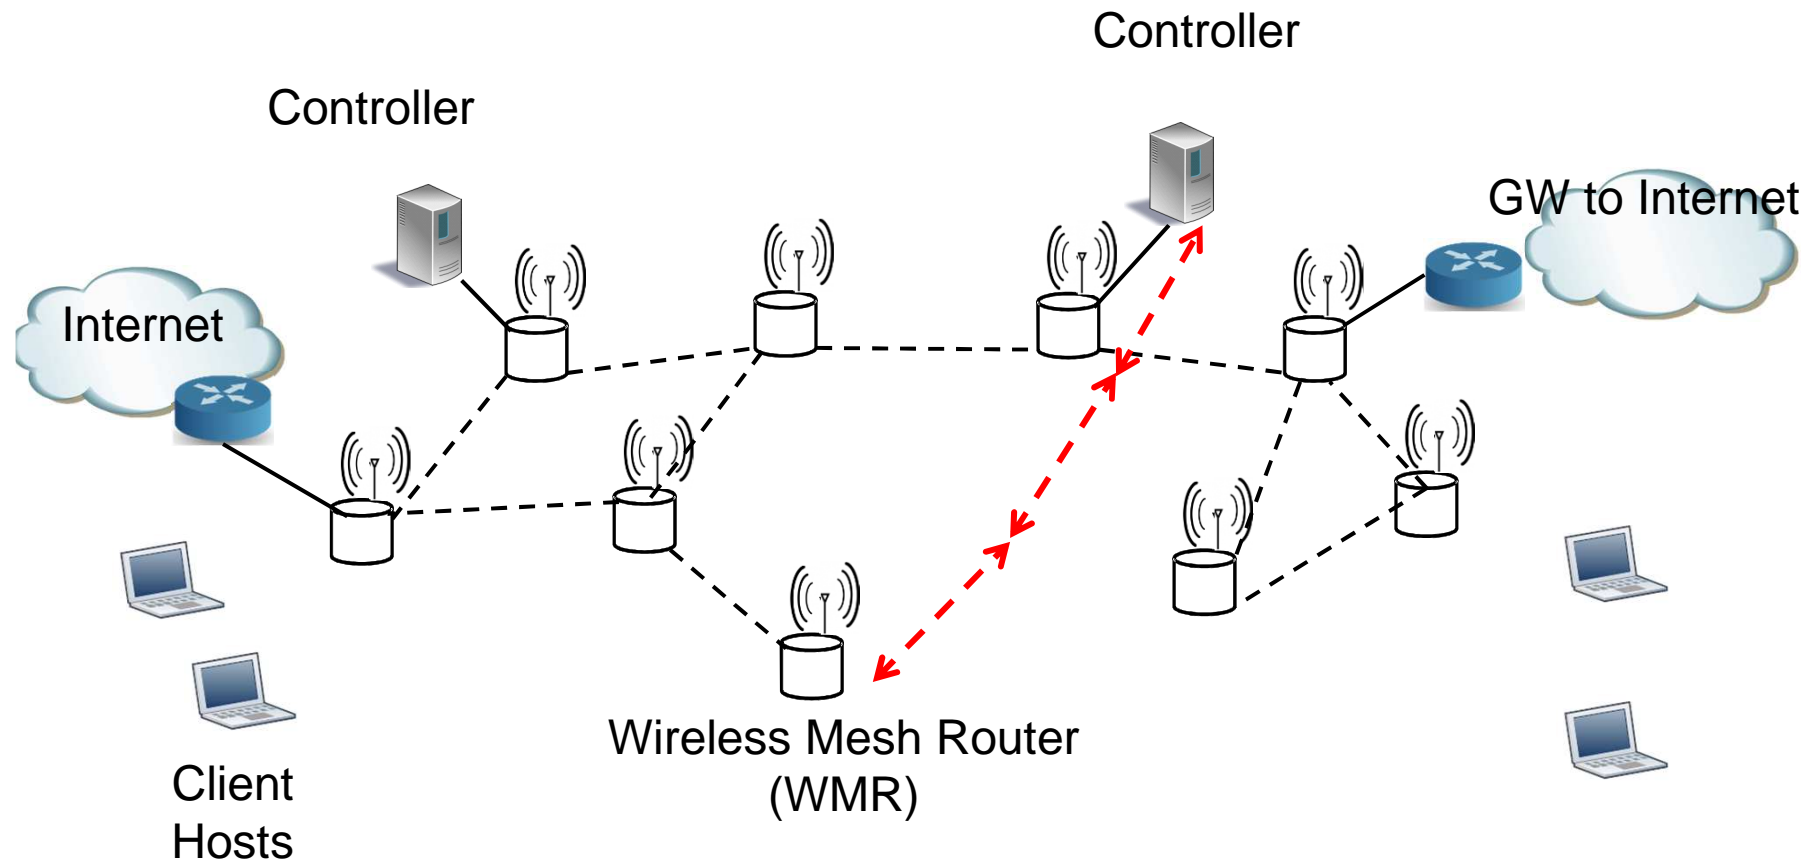 Controller
Controller
GW to Internet
Internet
Wireless Mesh Router
(WMR)
Client
Hosts